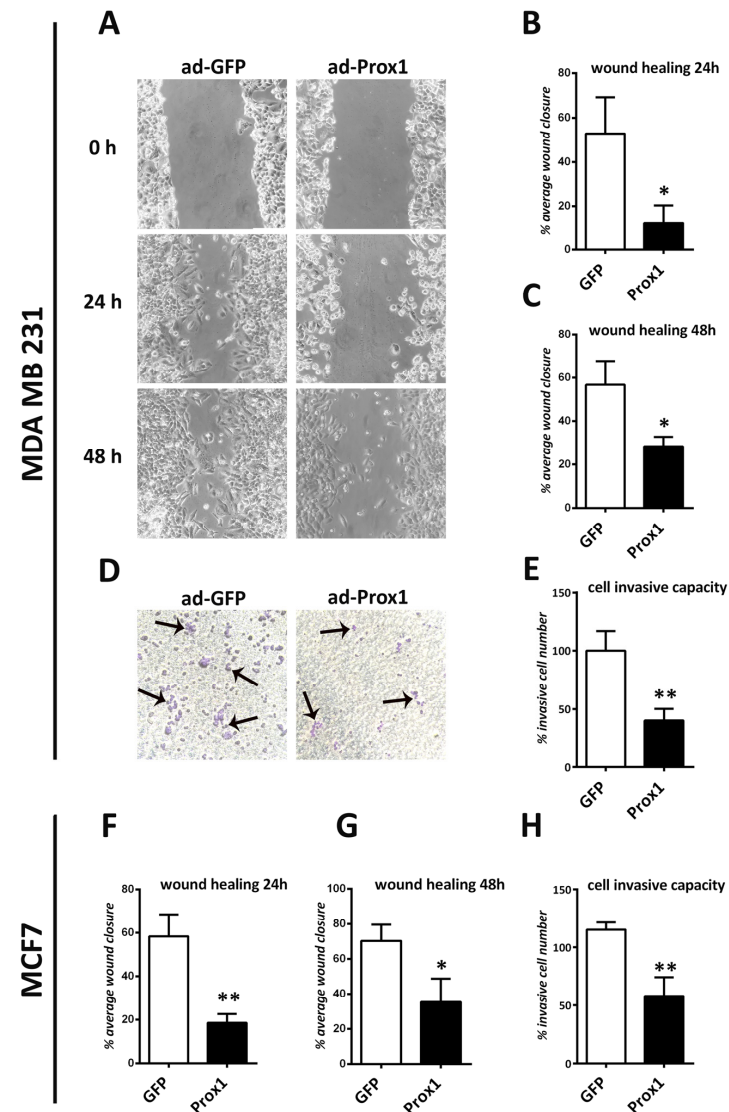 MDA MB 231
A
ad-GFP ad-Prox1
0 h
24 h
48 h
B
wound healing 24h
% average wound closure
80
60
40
20
0
*
GFP Prox1
C
wound healing 48h
% average wound closure
80
60
40
20
0
*
GFP Prox1
D
ad-GFP ad-Prox1
E
cell invasive capacity
% invasive cell number
150
100
50
0
**
GFP Prox1
MCF7
F
wound healing 24h
% average wound closure
80
60
40
20
0
**
GFP Prox1
G
wound healing 48h
% average wound closure
100
80
60
40
20
0
*
GFP Prox1
H
cell invasive capacity
% invasive cell number
150
100
50
0
**
GFP Prox1